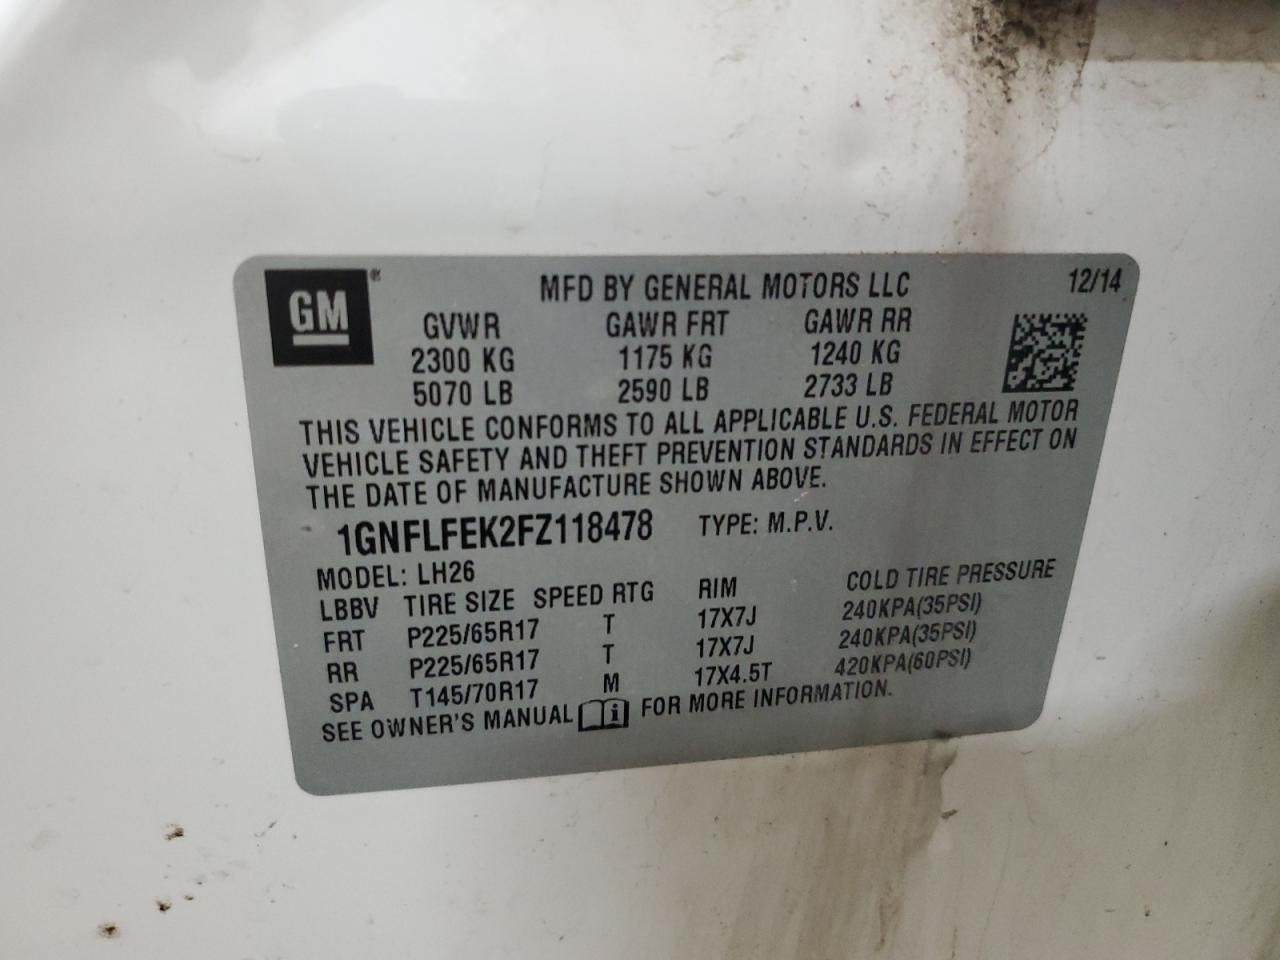 GM ®
MFD BY GENERAL MOTORS LLC 12/14
GVWR GAWR FRT GAWR RR
2300 KG 1175 KG 1240 KG
5070 LB 2590 LB 2733 LB
THIS VEHICLE CONFORMS TO ALL APPLICABLE U.S. FEDERAL MOTOR
VEHICLE SAFETY AND THEFT PREVENTION STANDARDS IN EFFECT ON
THE DATE OF MANUFACTURE SHOWN ABOVE.
1GNFLFEK2FZ118478 TYPE: M.P.V.
MODEL: LH26
LBBV TIRE SIZE SPEED RTG RIM COLD TIRE PRESSURE
FRT P225/65R17 T 17X7J 240KPA(35PSI)
RR P225/65R17 T 17X7J 240KPA(35PSI)
SPA T145/70R17 M 17X4.5T 420KPA(60PSI)
SEE OWNER'S MANUAL i FOR MORE INFORMATION.